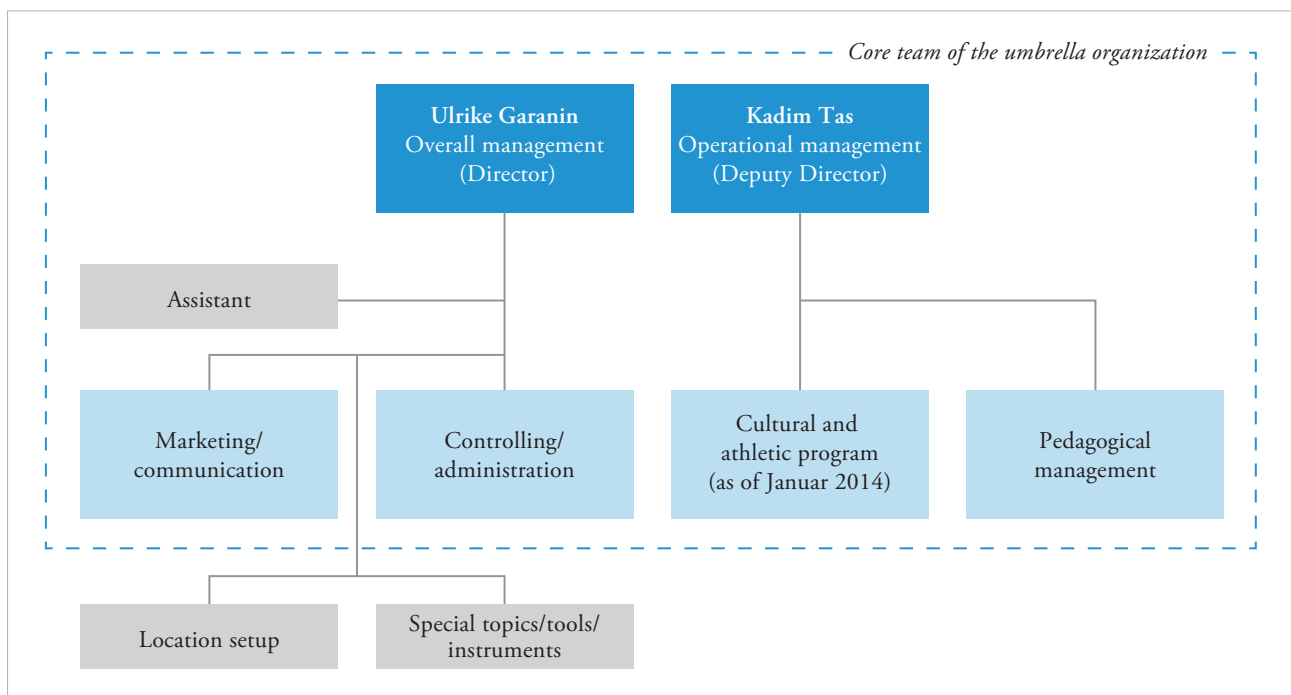 Core team of the umbrella organization
Ulrike Garanin
Overall management
(Director)
Kadim Tas
Operational management
(Deputy Director)
Assistant
Marketing/
communication
Controlling/
administration
Cultural and
athletic program
(as of Januar 2014)
Pedagogical
management
Location setup
Special topics/tools/
instruments